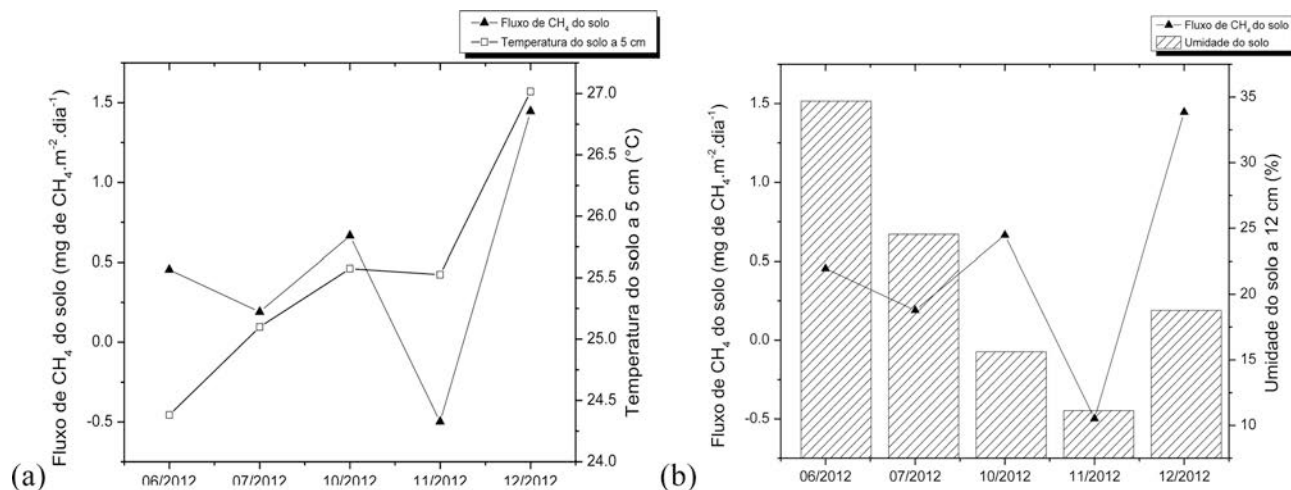 Fluxo de CH₄ do solo
Temperatura do solo a 5 cm
Fluxo de CH₄ do solo (mg de CH₄.m⁻².dia⁻¹)
1.5
1.0
0.5
0.0
-0.5
27.0
26.5
26.0
25.5
25.0
24.5
24.0
Temperatura do solo a 5 cm (°C)
(a)
06/2012 07/2012 10/2012 11/2012 12/2012
Fluxo de CH₄ do solo
Umidade do solo
Fluxo de CH₄ do solo (mg de CH₄.m⁻².dia⁻¹)
1.5
1.0
0.5
0.0
-0.5
35
30
25
20
15
10
Umidade do solo a 12 cm (%)
(b)
06/2012 07/2012 10/2012 11/2012 12/2012